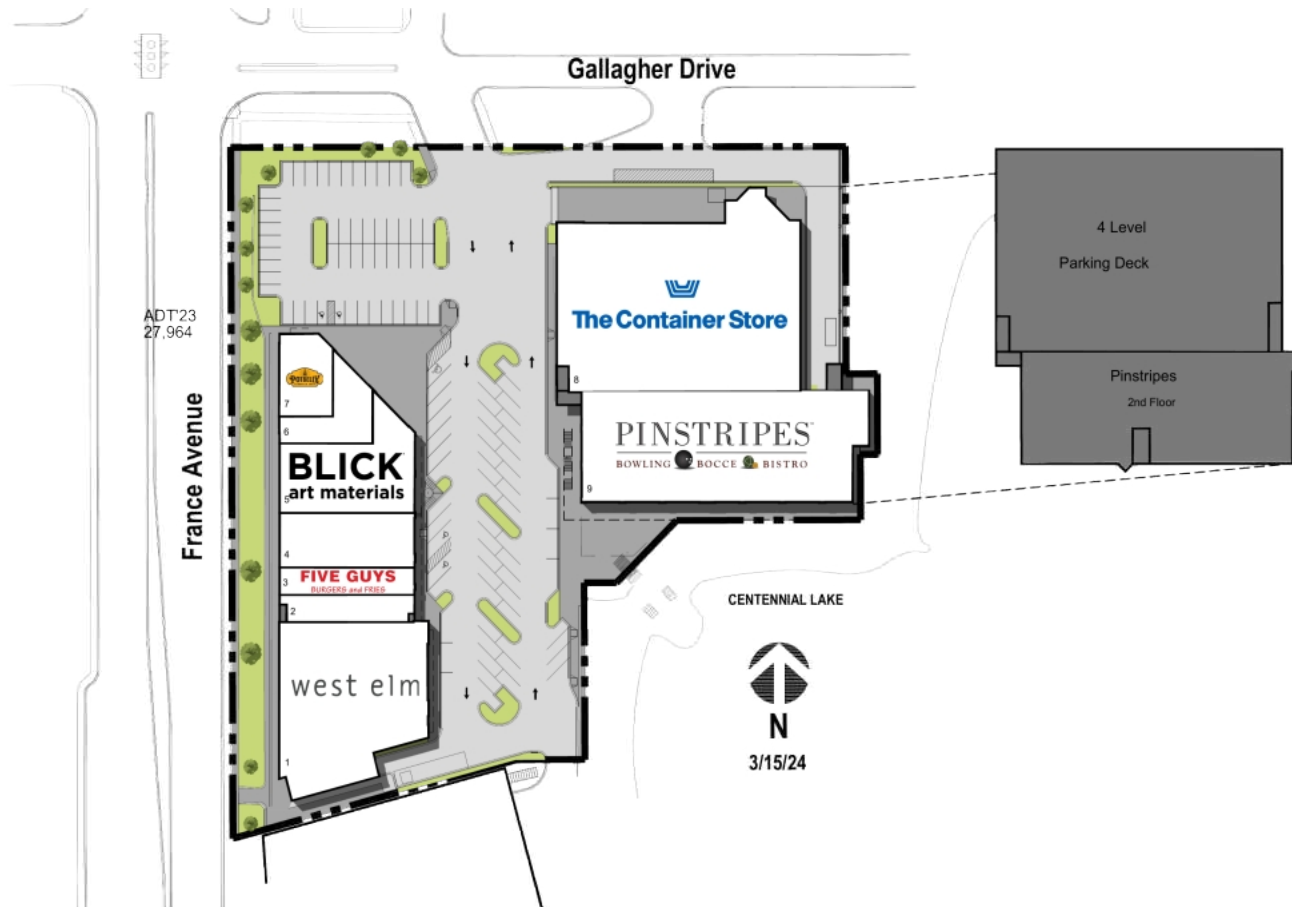 Gallagher Drive
4 Level
Parking Deck
ADT'23
27,964
The Container Store
8
Pinstripes
2nd Floor
POTBELLY
7
6
PINSTRIPES
BOWLING BOCCE BISTRO
9
France Avenue
BLICK
art materials
5
4
FIVE GUYS
BURGERS and FRIES
3
2
CENTENNIAL LAKE
west elm
1
N
3/15/24